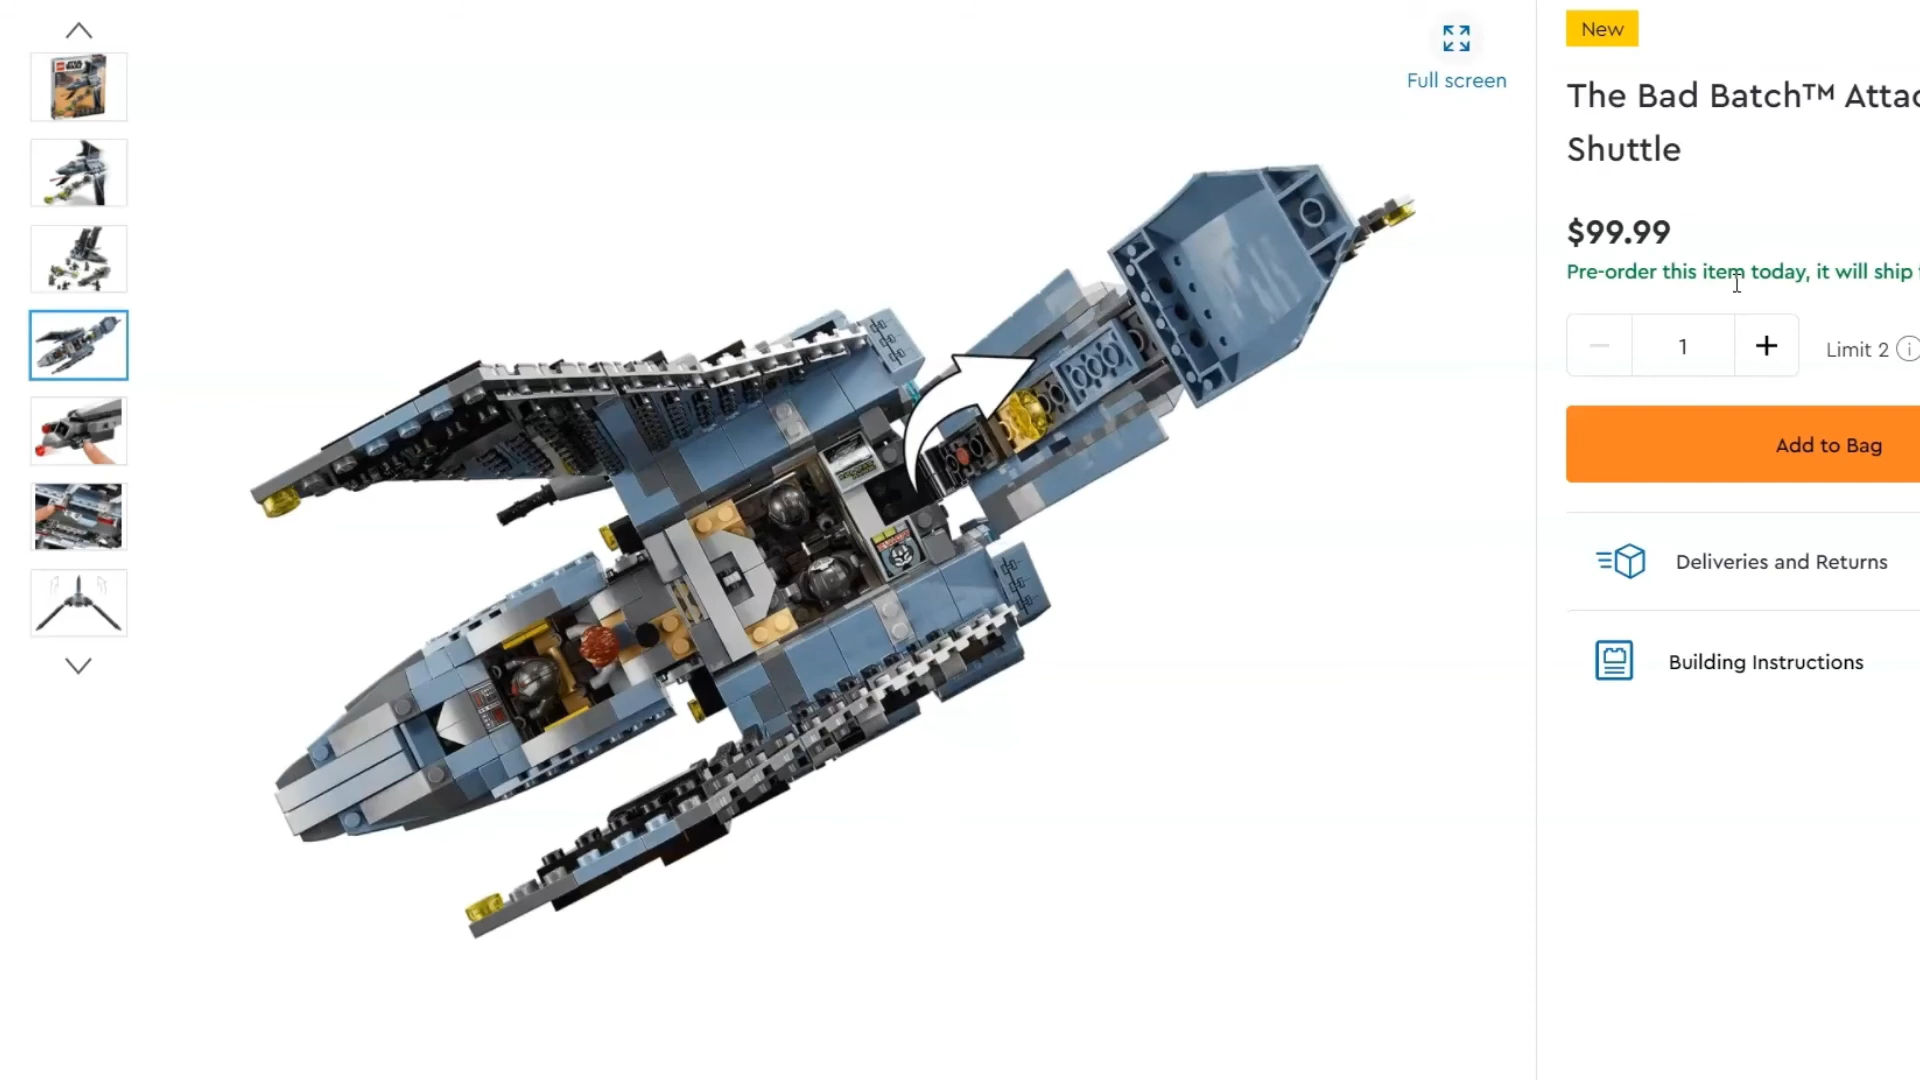 Full screen
New
The Bad Batch™ Attac
Shuttle
$99.99
Pre-order this item today, it will ship
1
Limit 2
Add to Bag
Deliveries and Returns
Building Instructions